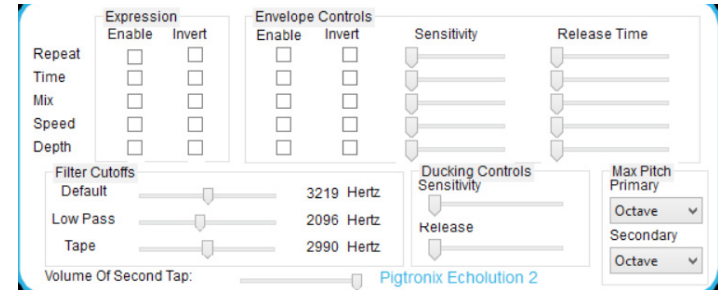 Expression Envelope Controls
Enable Invert Enable Invert Sensitivity Release Time
Repeat
Time
Mix
Speed
Depth
Filter Cutoffs Ducking Controls Max Pitch
Default 3219 Hertz Sensitivity Primary
Octave
Low Pass 2096 Hertz Release Secondary
Tape 2990 Hertz Octave
Volume Of Second Tap: Pigtronix Echolution 2